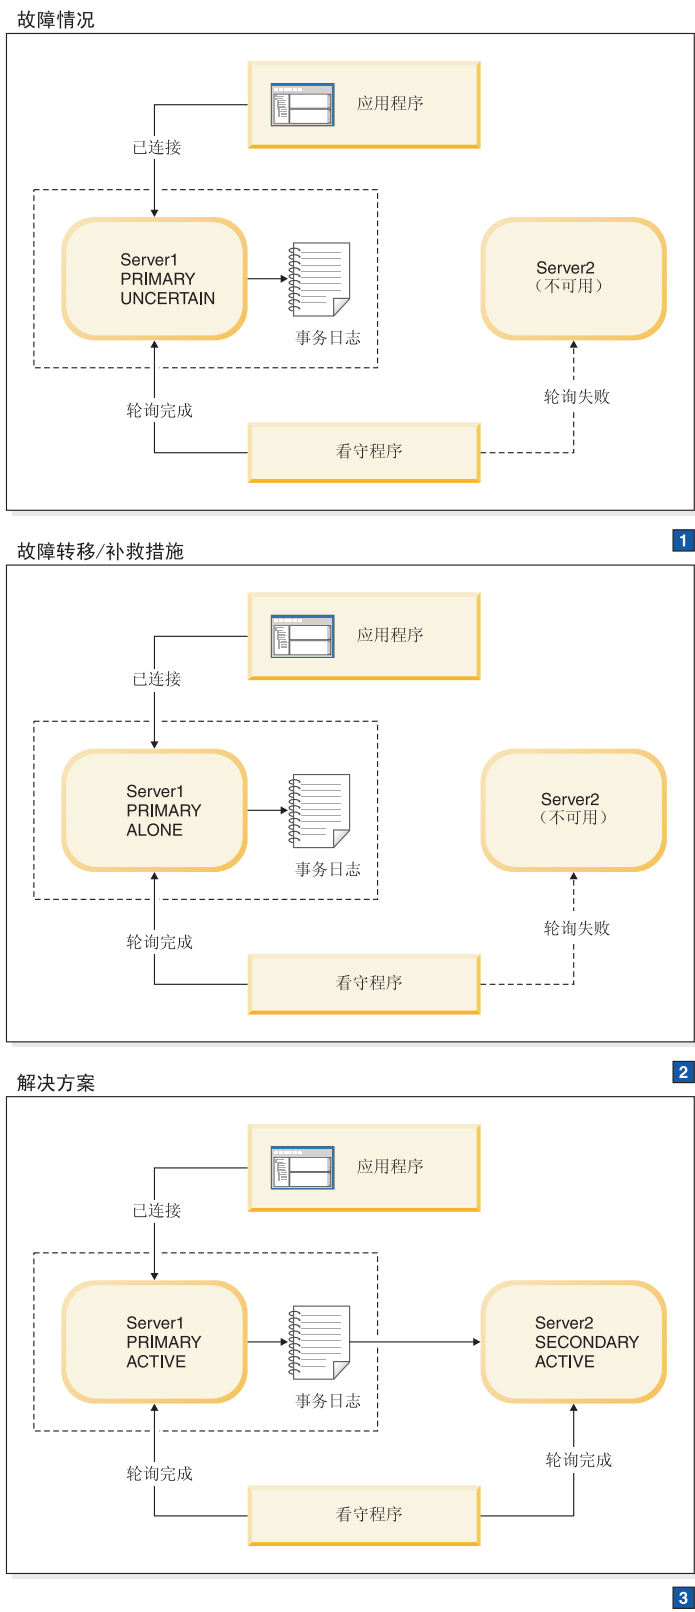 故障情况
应用程序
已连接
Server1
PRIMARY
UNCERTAIN
事务日志
Server2
（不可用）
轮询完成
轮询失败
看守程序
1
故障转移/补救措施
应用程序
已连接
Server1
PRIMARY
ALONE
事务日志
Server2
（不可用）
轮询完成
轮询失败
看守程序
2
解决方案
应用程序
已连接
Server1
PRIMARY
ACTIVE
事务日志
Server2
SECONDARY
ACTIVE
轮询完成
轮询完成
看守程序
3